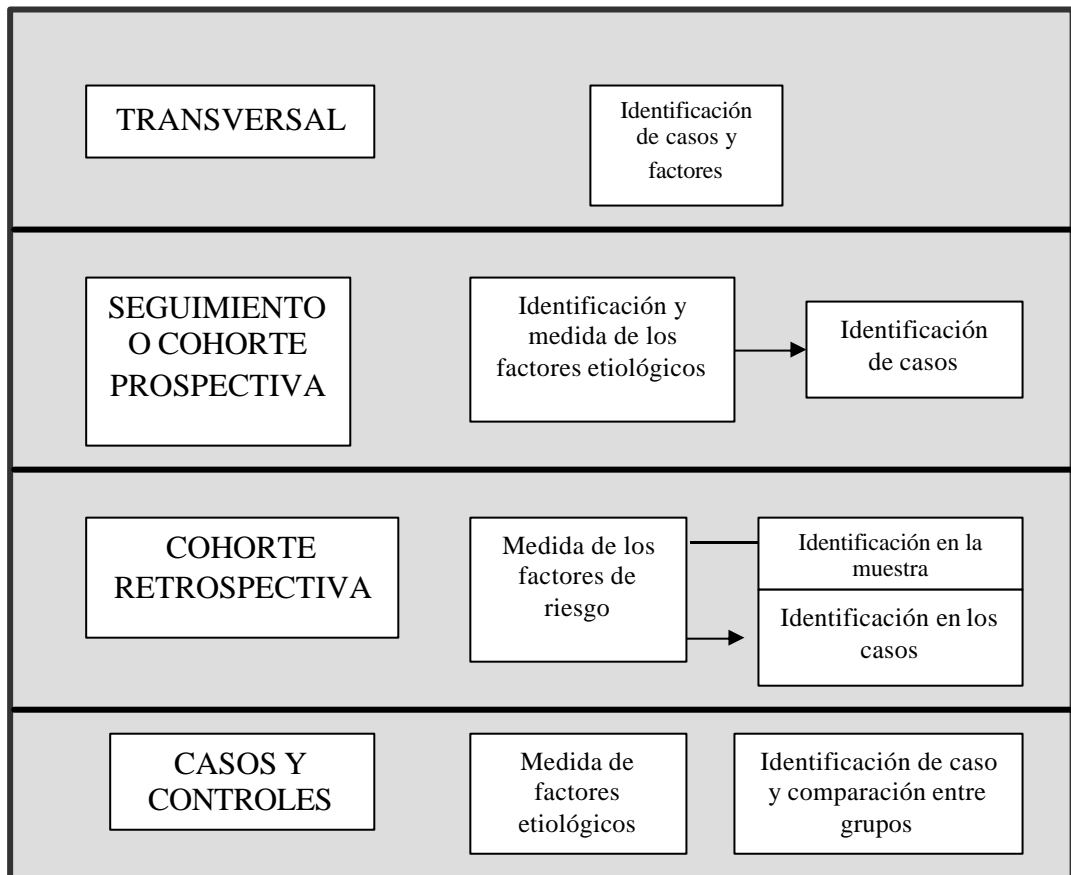 TRANSVERSAL
Identificación
de casos y
factores
SEGUIMIENTO
O COHORTE
PROSPECTIVA
Identificación y
medida de los
factores etiológicos
Identificación
de casos
COHORTE
RETROSPECTIVA
Medida de los
factores de
riesgo
Identificación en la
muestra
Identificación en los
casos
CASOS Y
CONTROLES
Medida de
factores
etiológicos
Identificación de caso
y comparación entre
grupos